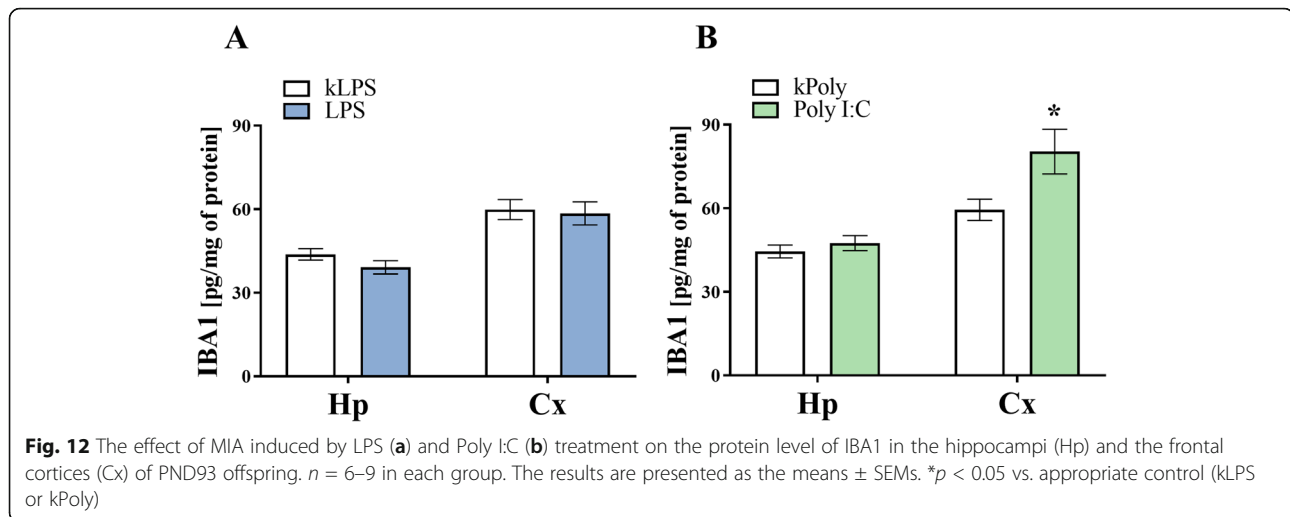 A
kLPS
LPS
IBA1 [pg/mg of protein]
90
60
30
0
Hp
Cx
B
kPoly
Poly I:C
IBA1 [pg/mg of protein]
90
60
30
0
*
Hp
Cx
Fig. 12 The effect of MIA induced by LPS (a) and Poly I:C (b) treatment on the protein level of IBA1 in the hippocampi (Hp) and the frontal
cortices (Cx) of PND93 offspring. n = 6–9 in each group. The results are presented as the means ± SEMs. *p < 0.05 vs. appropriate control (kLPS
or kPoly)